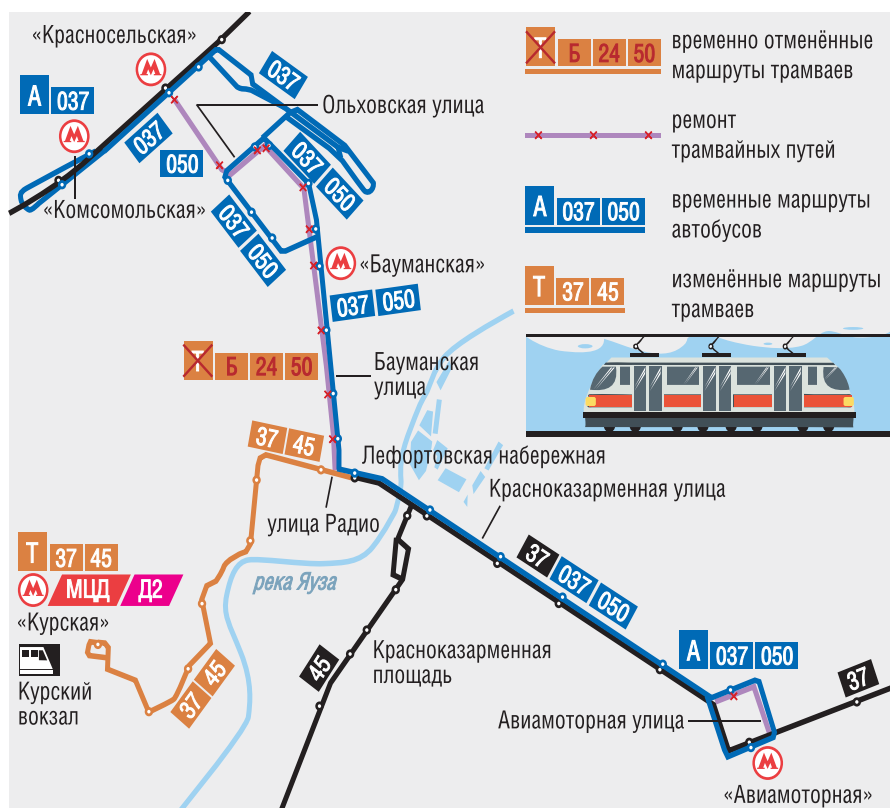 «Красносельская»
М
А 037
М
037
050
037
Ольховская улица
037 050
«Комсомольская»
037 050
М «Бауманская»
037 050
Т Б 24 50
Бауманская
улица
37 45
Лефортовская набережная
Красноказарменная улица
улица Радио
Т 37 45
М МЦД Д2
«Курская»
Курский
вокзал
река Яуза
37 037 050
37 45
45
Красноказарменная
площадь
А 037 050
37
Авиамоторная улица
М
«Авиамоторная»
Т Б 24 50
временно отменённые
маршруты трамваев
ремонт
трамвайных путей
А 037 050
временные маршруты
автобусов
Т 37 45
изменённые маршруты
трамваев